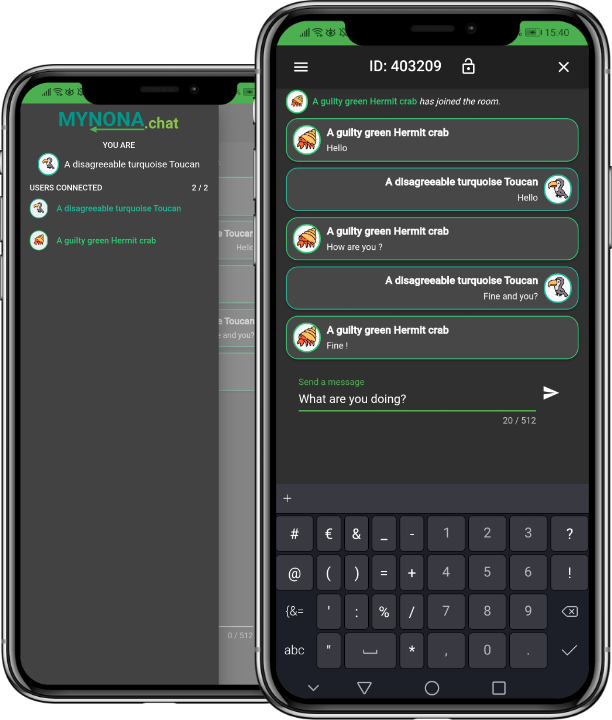 MYNONA.chat
YOU ARE
A disagreeable turquoise Toucan
USERS CONNECTED 2 / 2
A disagreeable turquoise Toucan
A guilty green Hermit crab
e Toucan
Hello
e Toucan
e and you?
0 / 512
15:40
ID: 403209
A guilty green Hermit crab has joined the room.
A guilty green Hermit crab
Hello
A disagreeable turquoise Toucan
Hello
A guilty green Hermit crab
How are you ?
A disagreeable turquoise Toucan
Fine and you?
A guilty green Hermit crab
Fine !
Send a message
What are you doing?
20 / 512
+
# € & _ - 1 2 3 ?
@ ( ) = + 4 5 6 !
{&= ' : % / 7 8 9
abc " * , 0 .